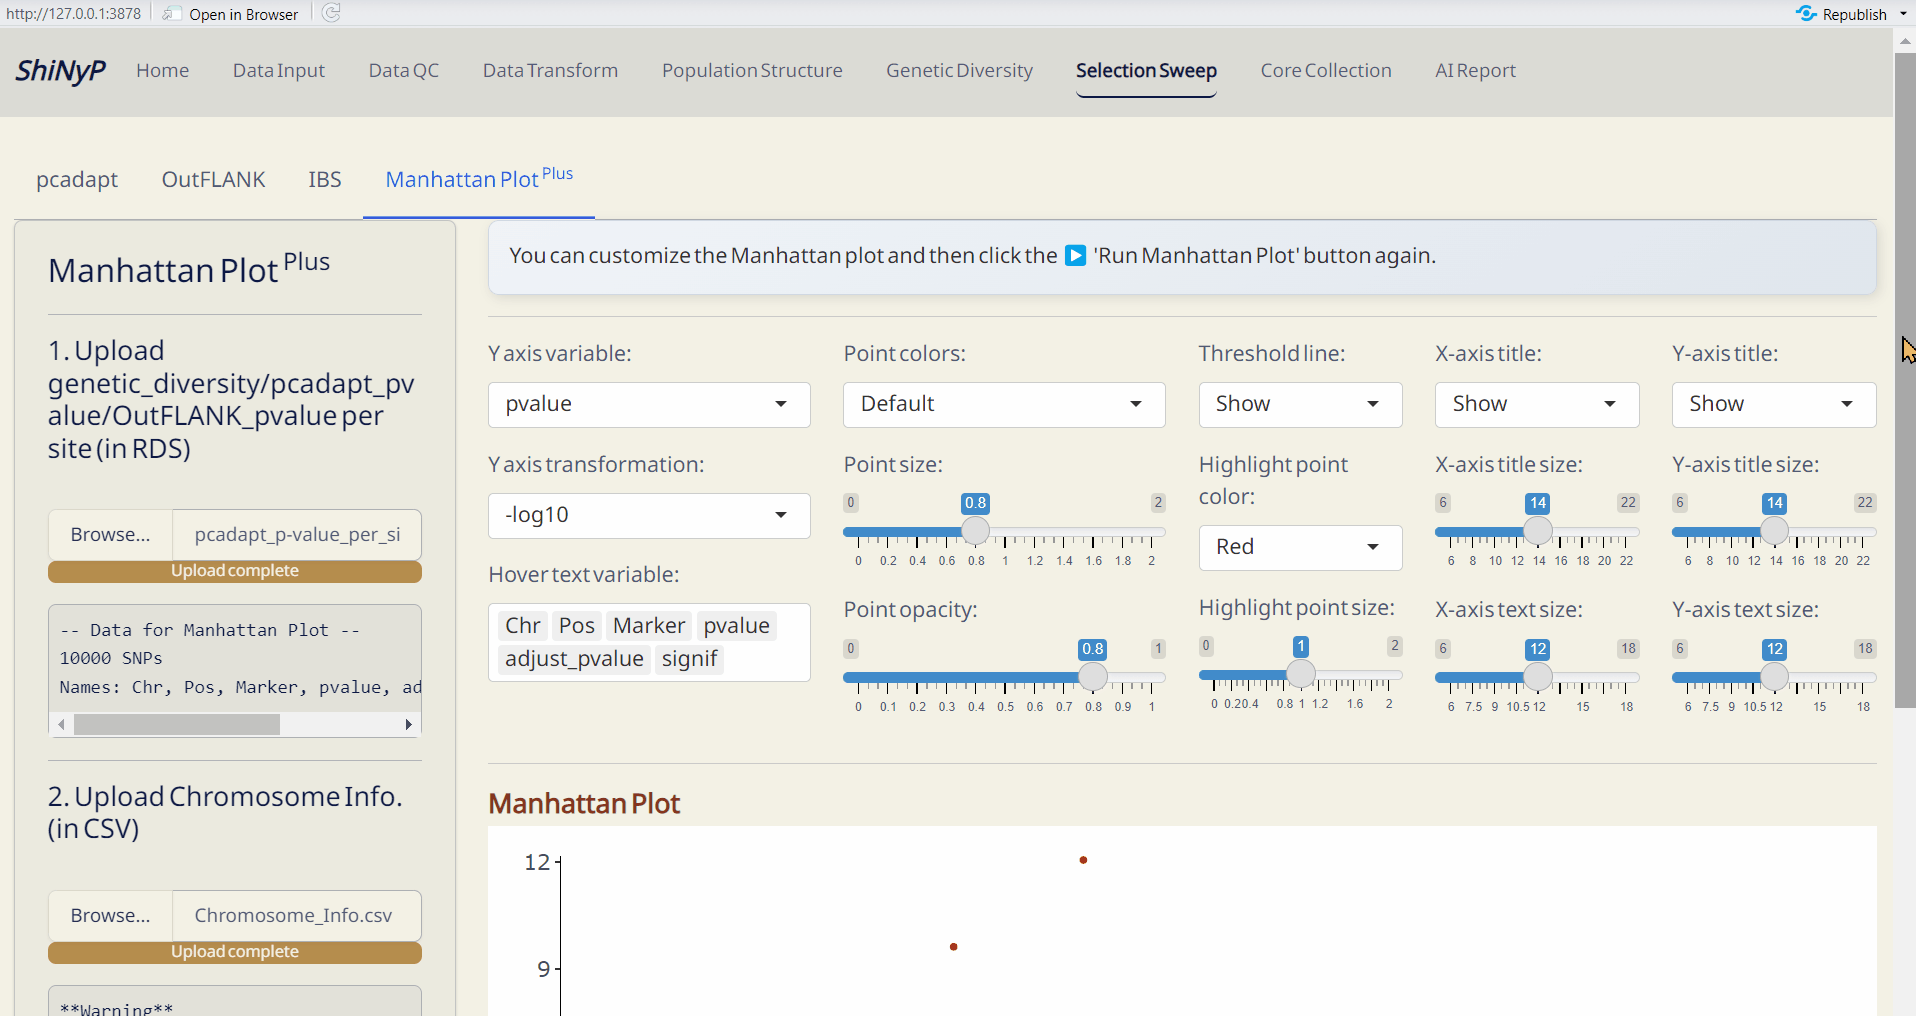 http://127.0.0.1:3878 Open in Browser Republish
ShiNyP Home Data Input Data QC Data Transform Population Structure Genetic Diversity Selection Sweep Core Collection AI Report
pcadapt OutFLANK IBS Manhattan Plot Plus
Manhattan Plot Plus
1. Upload
genetic_diversity/pcadapt_pv
alue/OutFLANK_pvalue per
site (in RDS)
Browse... pcadapt_p-value_per_si
Upload complete
-- Data for Manhattan Plot --
10000 SNPs
Names: Chr, Pos, Marker, pvalue, ad
2. Upload Chromosome Info.
(in CSV)
Browse... Chromosome_Info.csv
Upload complete
**Warning**
You can customize the Manhattan plot and then click the ▶ 'Run Manhattan Plot' button again.
Y axis variable:
pvalue
Y axis transformation:
-log10
Hover text variable:
Chr Pos Marker pvalue
adjust_pvalue signif
Point colors:
Default
Point size:
0 0.8 2
0 0.2 0.4 0.6 0.8 1 1.2 1.4 1.6 1.8 2
Point opacity:
0 0.8 1
0 0.1 0.2 0.3 0.4 0.5 0.6 0.7 0.8 0.9 1
Threshold line:
Show
Highlight point
color:
Red
Highlight point size:
0 1 2
0 0.2 0.4 0.8 1 1.2 1.6 2
X-axis title:
Show
X-axis title size:
6 14 22
6 8 10 12 14 16 18 20 22
X-axis text size:
6 12 18
6 7.5 9 10.5 12 15 18
Y-axis title:
Show
Y-axis title size:
6 14 22
6 8 10 12 14 16 18 20 22
Y-axis text size:
6 12 18
6 7.5 9 10.5 12 15 18
Manhattan Plot
12
9